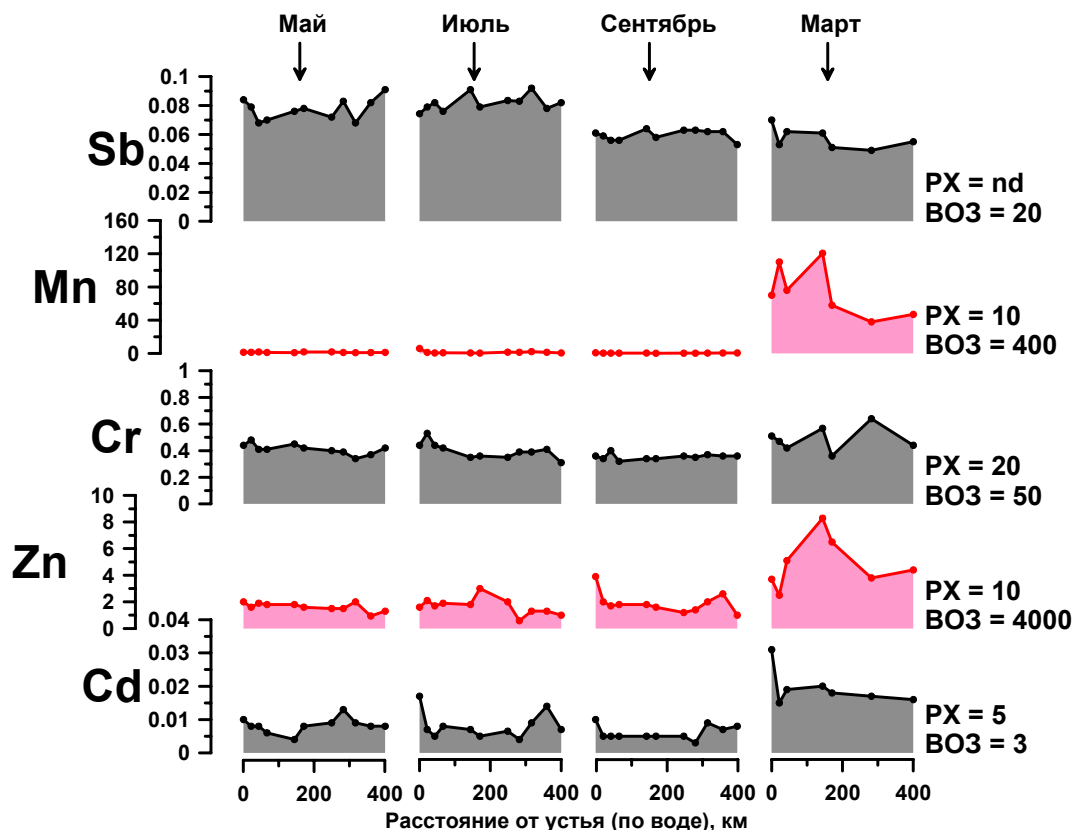 Май Июль Сентябрь Март
0.1
0.08
0.06
0.04
0.02
0
Sb
PX = nd
ВОЗ = 20
160
120
80
40
0
Mn
PX = 10
ВОЗ = 400
1
0.8
0.6
0.4
0.2
0
Cr
PX = 20
ВОЗ = 50
10
8
6
4
2
0
Zn
PX = 10
ВОЗ = 4000
0.04
0.03
0.02
0.01
0
Cd
PX = 5
ВОЗ = 3
0 200 400 0 200 400 0 200 400 0 200 400
Расстояние от устья (по воде), км